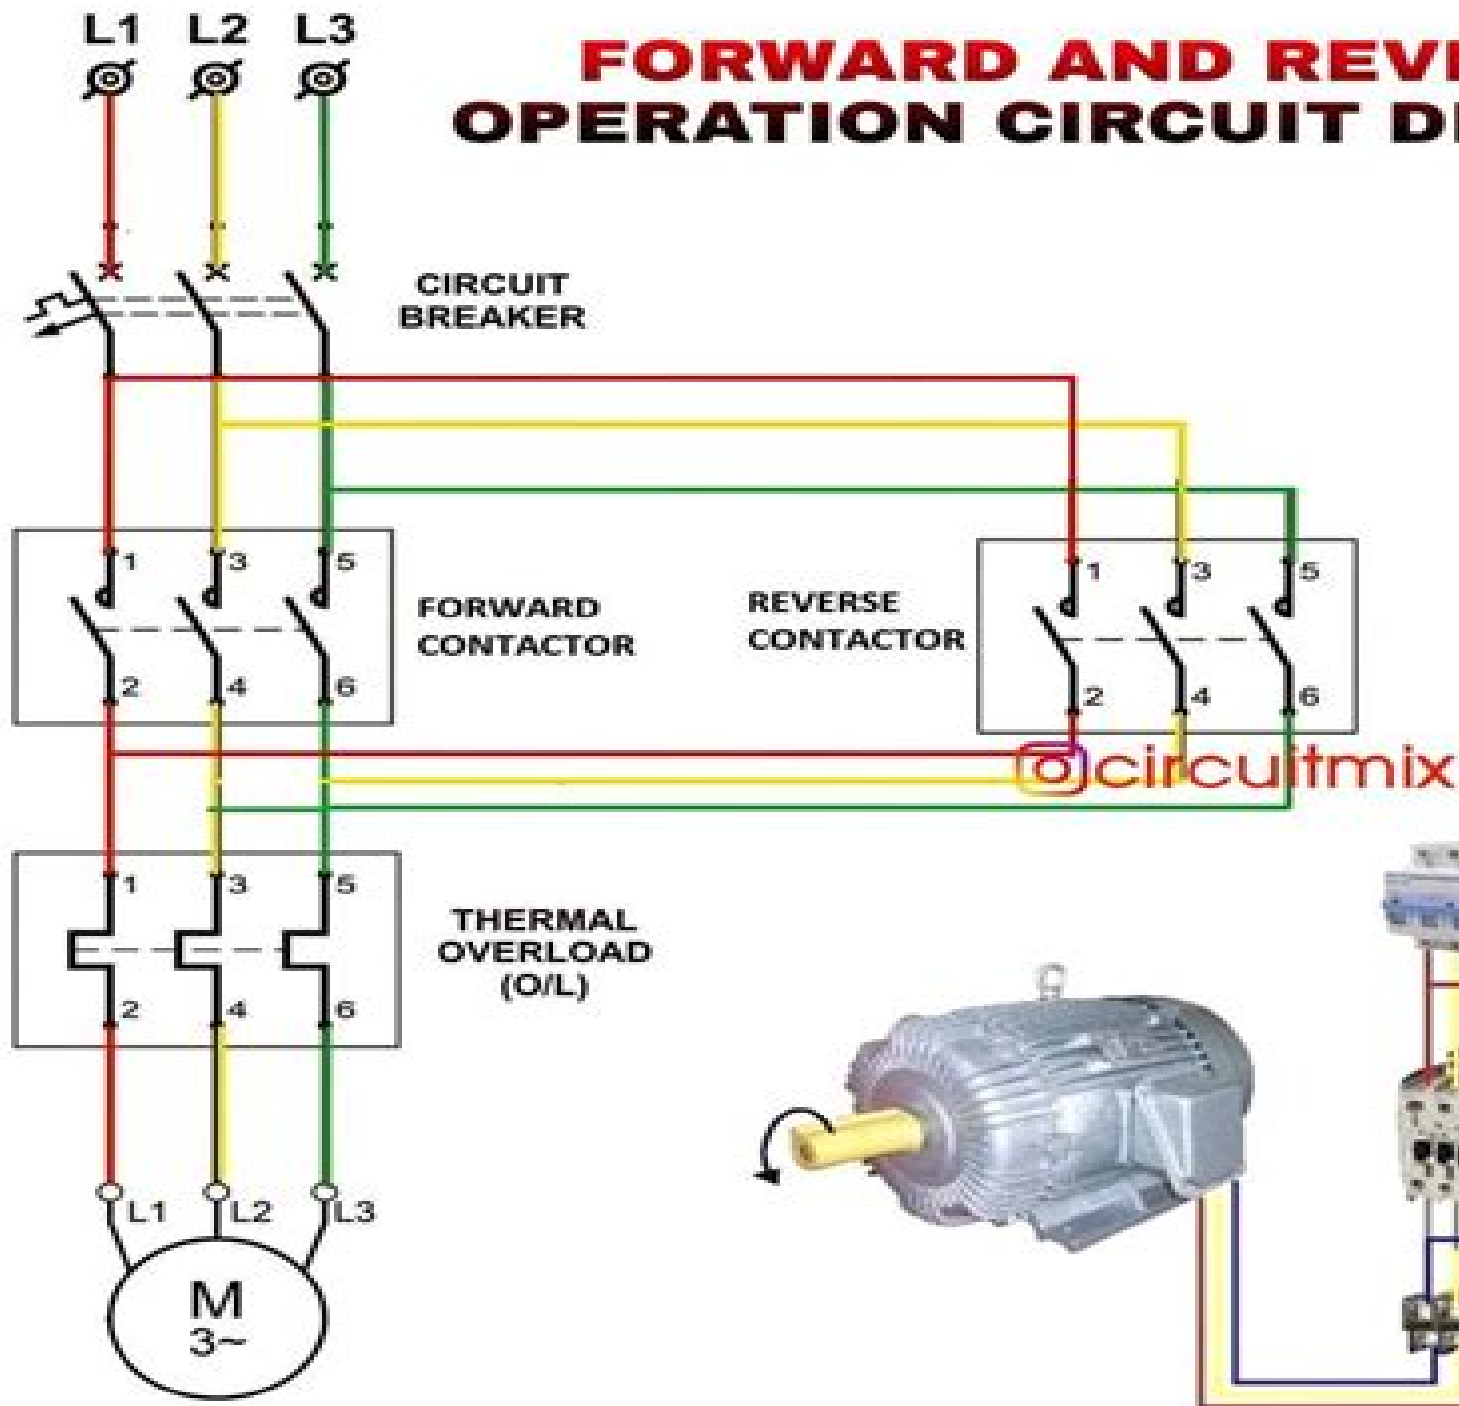 L1 L2 L3
FORWARD AND REV
OPERATION CIRCUIT D
CIRCUIT
BREAKER
1 3 5
FORWARD
CONTACTOR
2 4 6
REVERSE
CONTACTOR
1 3 5
2 4 6
circuitmix
1 3 5
THERMAL
OVERLOAD
(O/L)
2 4 6
L1 L2 L3
M
3~